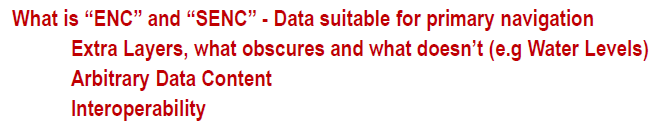 What is “ENC” and “SENC” - Data suitable for primary navigation
Extra Layers, what obscures and what doesn’t (e.g Water Levels)
Arbitrary Data Content
Interoperability